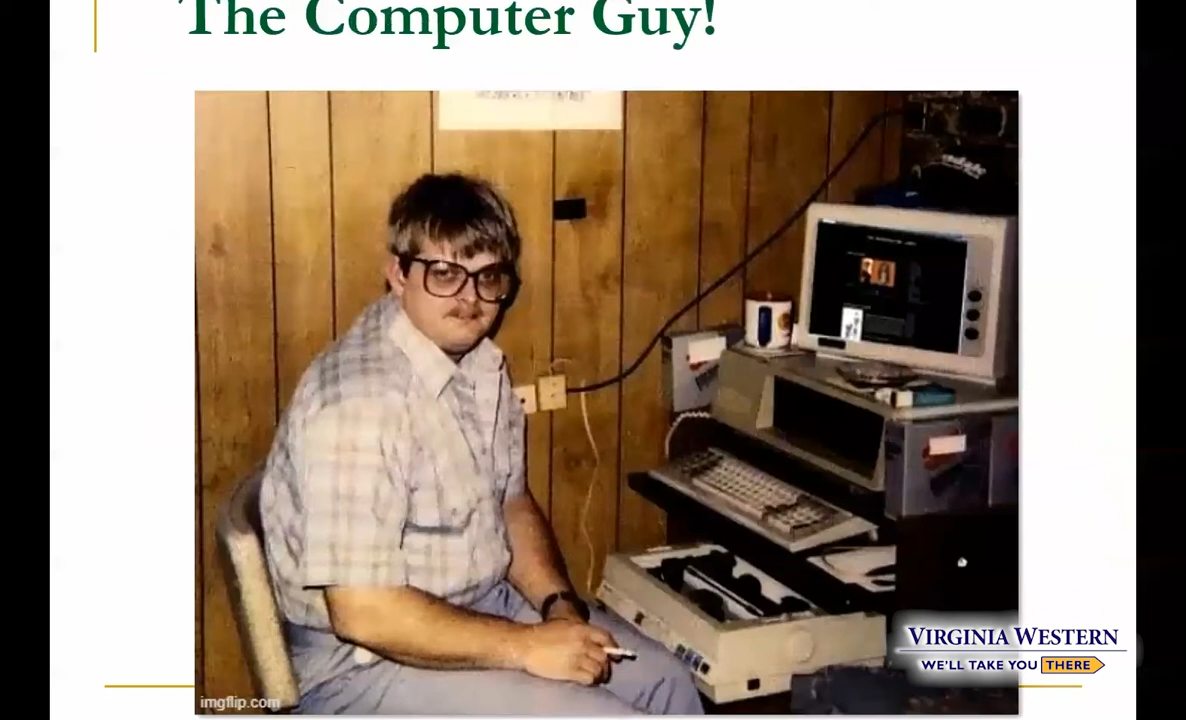 The Computer Guy!
VIRGINIA WESTERN
WE'LL TAKE YOU THERE
imgflip.com